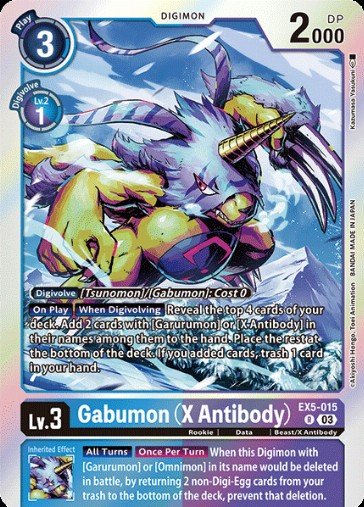 Play
3
DIGIMON
DP
2000
Digivolve
Lv.2
1
Kazumasa Yasukuni
©Akiyoshi Hongo, Toei Animation BANDAI MADE IN JAPAN
Digivolve [Tsunomon]/[Gabumon]: Cost 0
On Play When Digivolving Reveal the top 4 cards of your
deck. Add 2 cards with [Garurumon] or [X Antibody] in
their names among them to the hand. Place the rest at
the bottom of the deck. If you added cards, trash 1 card
in your hand.
Lv.3
Gabumon (X Antibody)
EX5-015
R 03
Rookie Data Beast/X Antibody
Inherited Effect
All Turns Once Per Turn When this Digimon with
[Garurumon] or [Omnimon] in its name would be deleted
in battle, by returning 2 non-Digi-Egg cards from your
trash to the bottom of the deck, prevent that deletion.